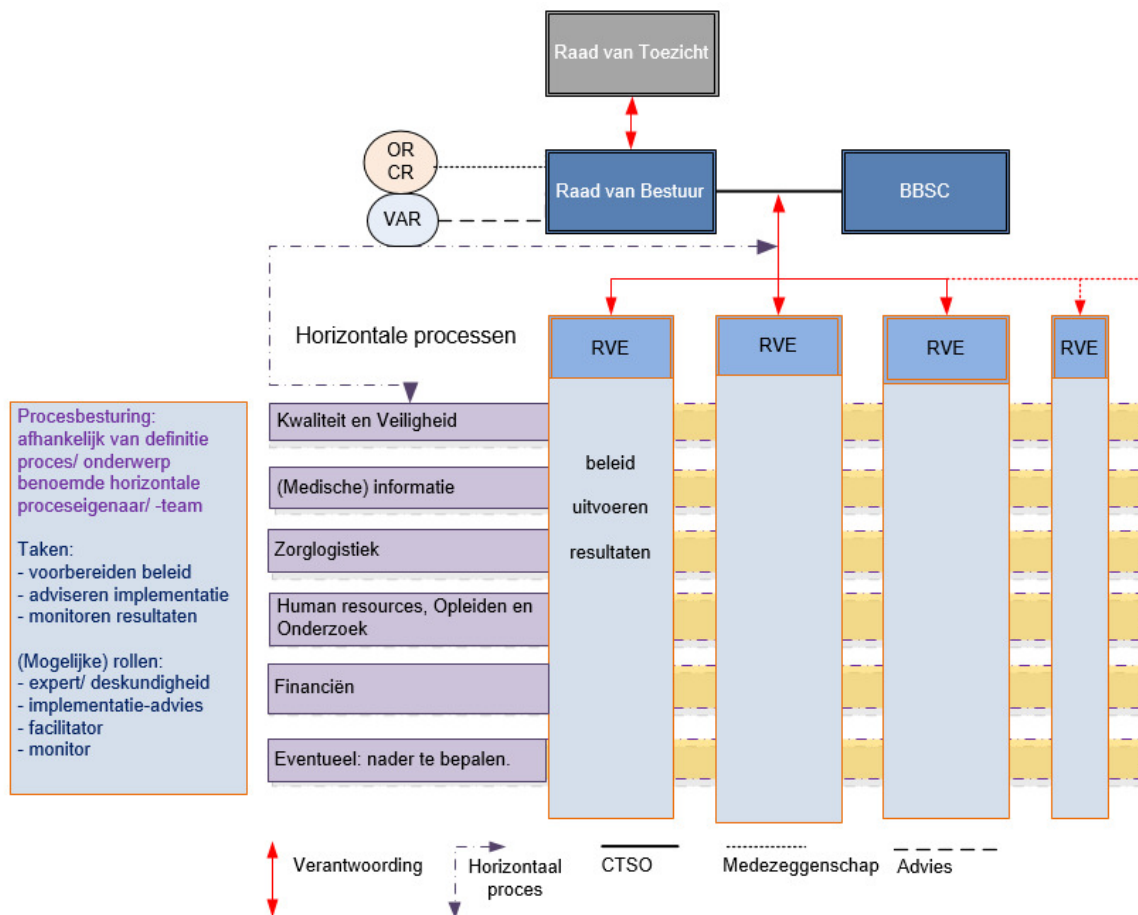 Raad van Toezicht
OR
CR
VAR
Raad van Bestuur
BBSC
Horizontale processen
RVE
RVE
RVE
RVE
Procesbesturing:
afhankelijk van definitie
proces/ onderwerp
benoemde horizontale
proceseigenaar/ -team
Taken:
- voorbereiden beleid
- adviseren implementatie
- monitoren resultaten
(Mogelijke) rollen:
- expert/ deskundigheid
- implementatie-advies
- facilitator
- monitor
Kwaliteit en Veiligheid
(Medische) informatie
Zorglogistiek
Human resources, Opleiden en
Onderzoek
Financiën
Eventueel: nader te bepalen.
beleid
uitvoeren
resultaten
Verantwoording
Horizontaal
proces
CTSO
Medezeggenschap
Advies